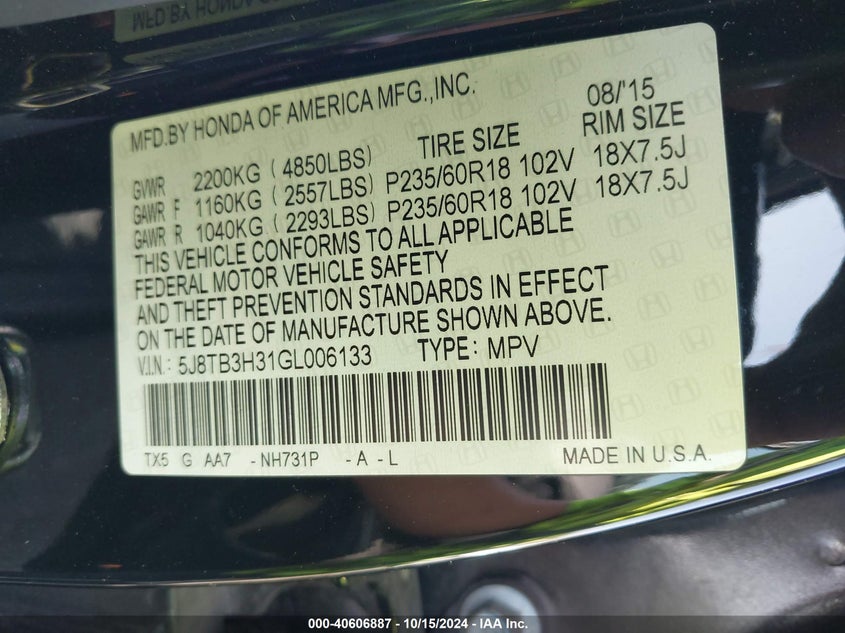 MFD.BY HONDA OF AMERICA MFG.,INC. 08/'15
TIRE SIZE RIM SIZE
GVWR 2200KG (4850LBS)
GAWR F 1160KG (2557LBS) P235/60R18 102V 18X7.5J
GAWR R 1040KG (2293LBS) P235/60R18 102V 18X7.5J
THIS VEHICLE CONFORMS TO ALL APPLICABLE
FEDERAL MOTOR VEHICLE SAFETY
AND THEFT PREVENTION STANDARDS IN EFFECT
ON THE DATE OF MANUFACTURE SHOWN ABOVE.
V.I.N.: 5J8TB3H31GL006133 TYPE: MPV
TX5 G AA7 - NH731P - A - L MADE IN U.S.A.
000-40606887 - 10/15/2024 - IAA Inc.